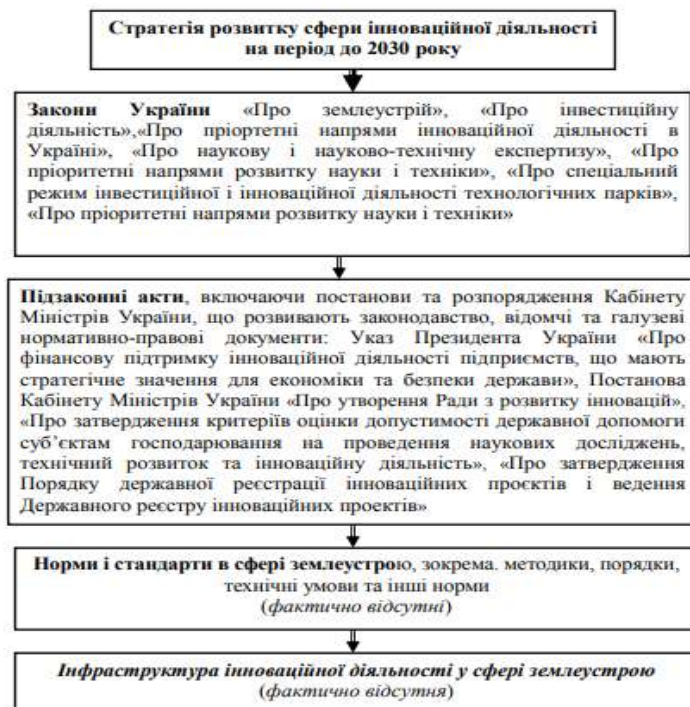 Стратегія розвитку сфери інноваційної діяльності
на період до 2030 року
Закони України «Про землеустрій», «Про інвестиційну
діяльність»,«Про пріортетні напрями інноваційної діяльності в
Україні», «Про наукову і науково-технічну експертизу», «Про
пріоритетні напрями розвитку науки і техніки», «Про спеціальний
режим інвестиційної і інноваційної діяльності технологічних парків»,
«Про пріоритетні напрями розвитку науки і техніки»
Підзаконні акти, включаючи постанови та розпорядження Кабінету
Міністрів України, що розвивають законодавство, відомчі та галузеві
нормативно-правові документи: Указ Президента України «Про
фінансову підтримку інноваційної діяльності підприємств, що мають
стратегічне значення для економіки та безпеки держави», Постанова
Кабінету Міністрів України «Про утворення Ради з розвитку інновацій»,
«Про затвердження критеріїв оцінки допустимості державної допомоги
суб’єктам господарювання на проведення наукових досліджень,
технічний розвиток та інноваційну діяльність», «Про затвердження
Порядку державної реєстрації інноваційних проєктів і ведення
Державного реєстру інноваційних проектів»
Норми і стандарти в сфері землеустрою, зокрема. методики, порядки,
технічні умови та інші норми
(фактично відсутні)
Інфраструктура інноваційної діяльності у сфері землеустрою
(фактично відсутня)